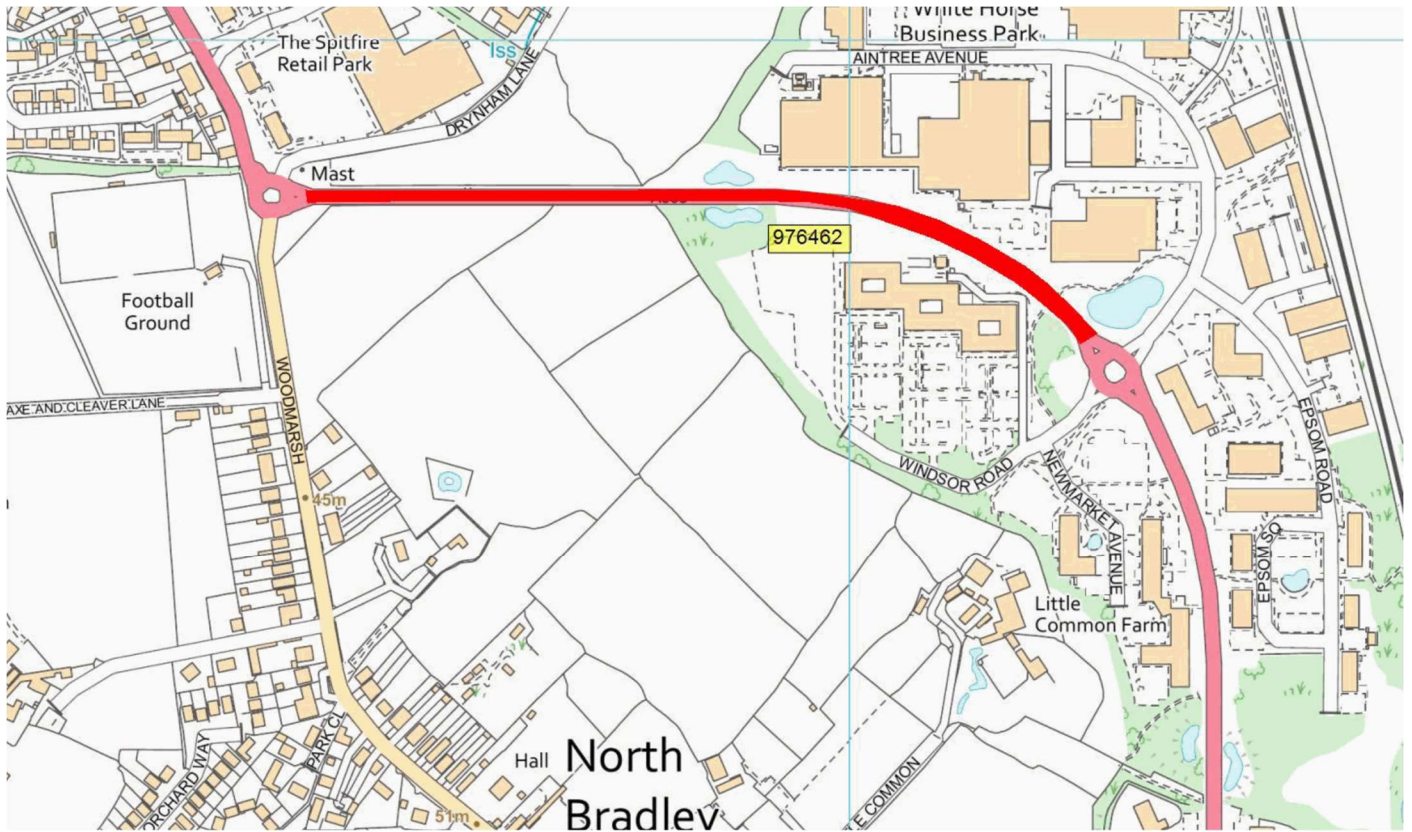 White Horse
Business Park
The Spitfire
Retail Park
Iss
AINTREE AVENUE
DRYNHAM LANE
Mast
976462
Football
Ground
WOODMARSH
AXE AND CLEAVER LANE
EPSOM ROAD
WINDSOR ROAD
NEWMARKET AVENUE
45m
EPSOM SQ
Little
Common Farm
PARK CL
ORCHARD WAY
Hall
North
Bradley
LE COMMON
51m